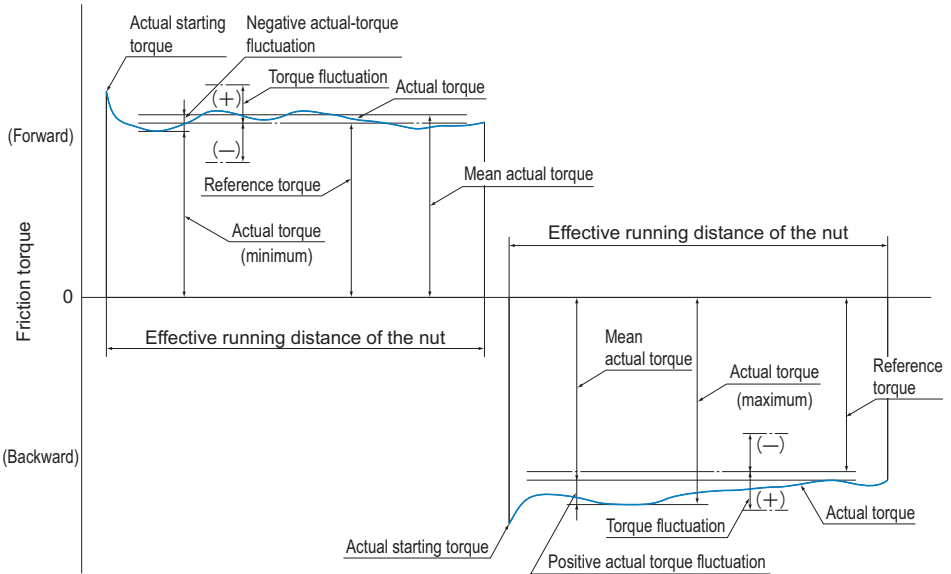 Actual starting
torque
Negative actual-torque
fluctuation
Torque fluctuation
(+)
Actual torque
(Forward)
(−)
Reference torque
Mean actual torque
Actual torque
(minimum)
Effective running distance of the nut
Friction torque
0
Effective running distance of the nut
Mean
actual torque
Actual torque
(maximum)
Reference
torque
(Backward)
(−)
(+)
Actual torque
Torque fluctuation
Actual starting torque
Positive actual torque fluctuation